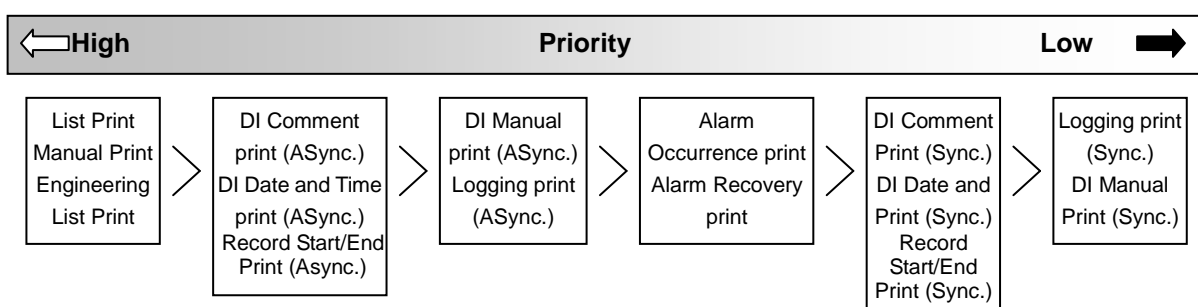 High Priority Low
List Print
Manual Print
Engineering
List Print
DI Comment
print (ASync.)
DI Date and Time
print (ASync.)
Record Start/End
Print (Async.)
DI Manual
print (ASync.)
Logging print
(ASync.)
Alarm
Occurrence print
Alarm Recovery
print
DI Comment
Print (Sync.)
DI Date and
Print (Sync.)
Record
Start/End
Print (Sync.)
Logging print
(Sync.)
DI Manual
Print (Sync.)